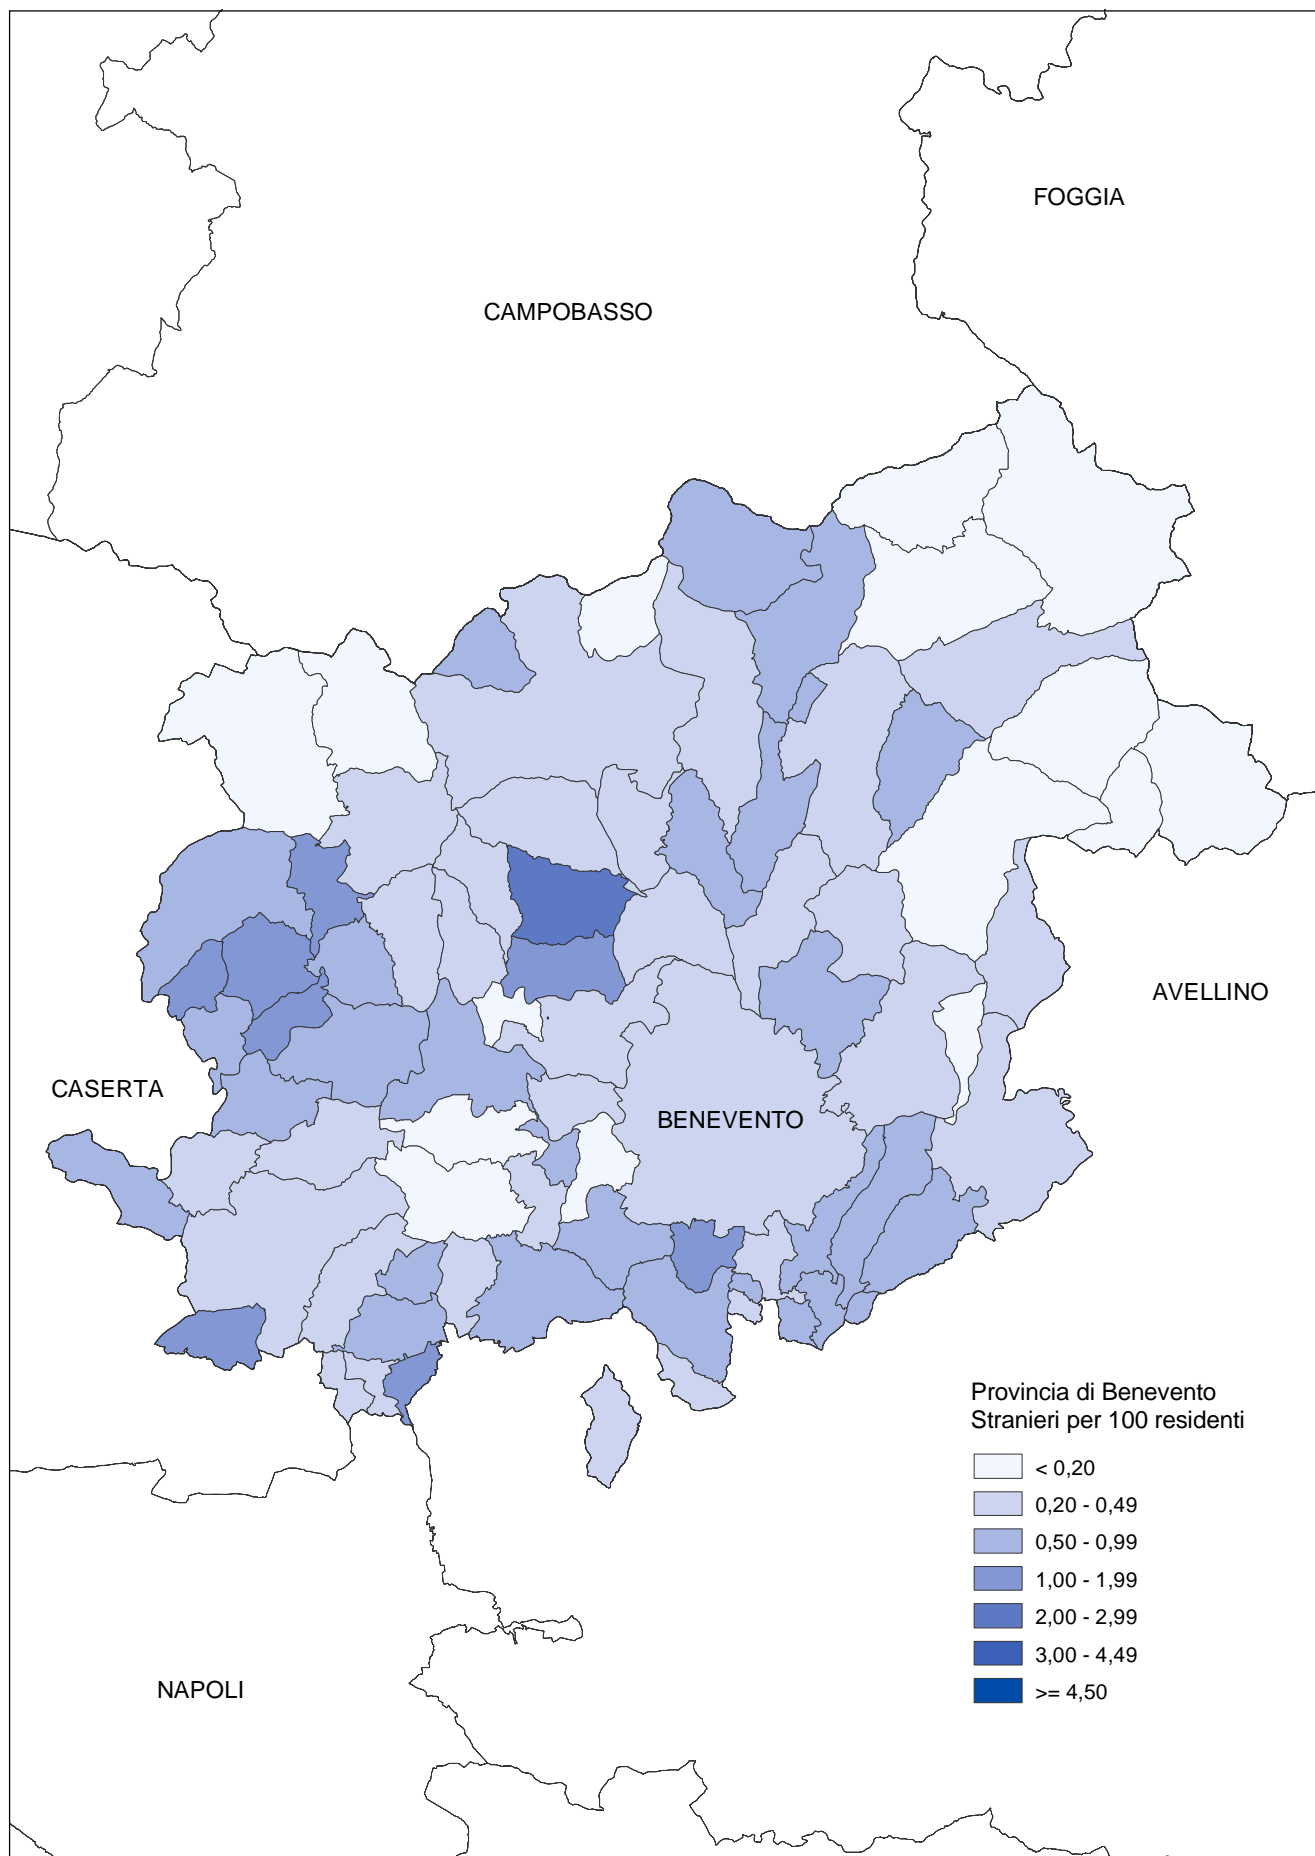 FOGGIA
CAMPOBASSO
AVELLINO
CASERTA
BENEVENTO
Provincia di Benevento
Stranieri per 100 residenti
< 0,20
0,20 - 0,49
0,50 - 0,99
1,00 - 1,99
2,00 - 2,99
3,00 - 4,49
>= 4,50
NAPOLI